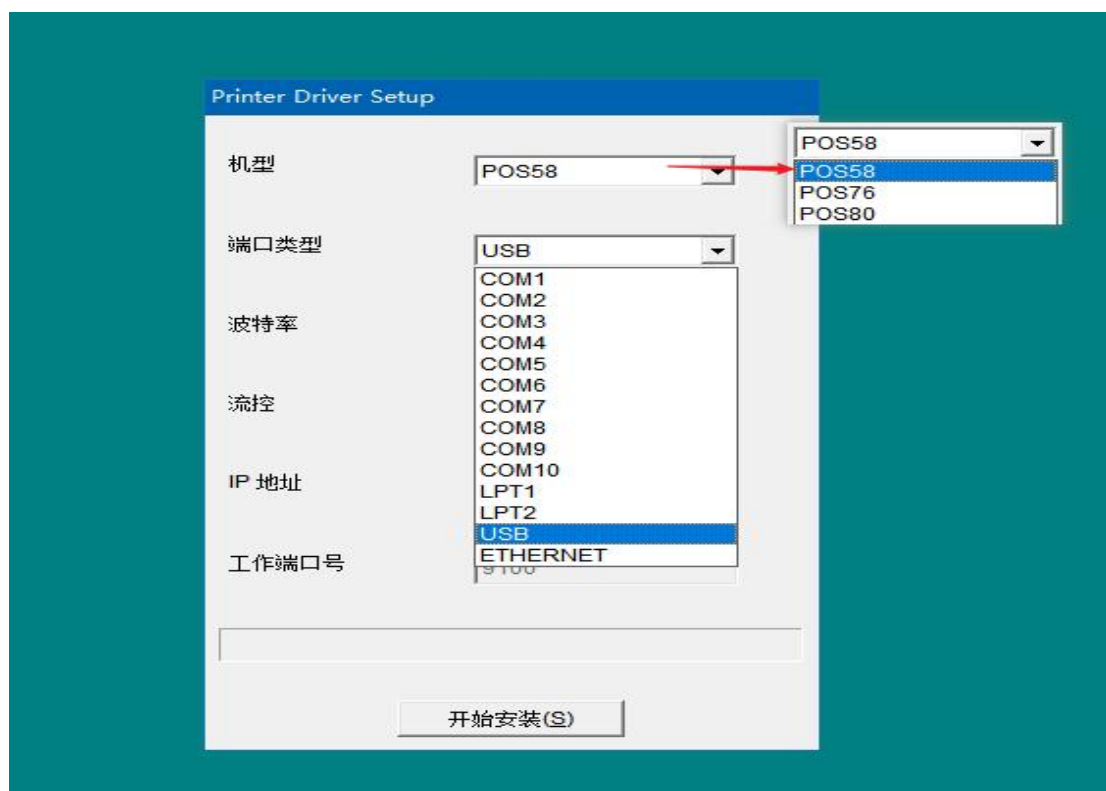 Printer Driver Setup
机型
POS58
POS58
POS58
POS76
POS80
端口类型
USB
COM1
COM2
COM3
COM4
COM5
COM6
COM7
COM8
COM9
COM10
LPT1
LPT2
USB
ETHERNET
波特率
流控
IP 地址
工作端口号
9100
开始安装(S)